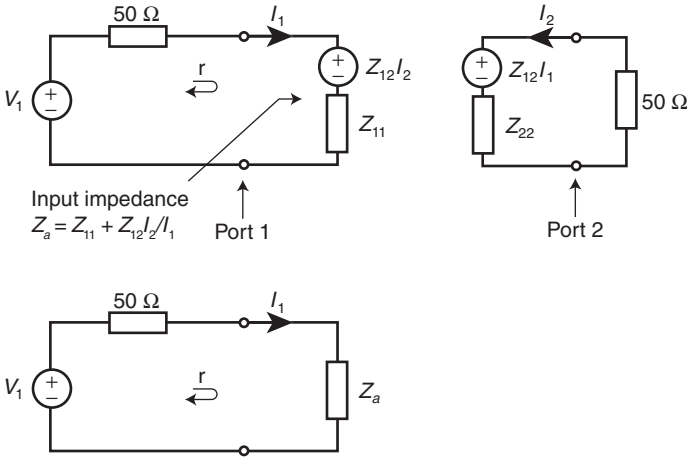 50 Ω
I₁
I₂
r
+
−
V₁
+
−
Z₁₂I₂
Z₁₁
+
−
Z₁₂I₁
Z₂₂
50 Ω
Input impedance
Zₐ = Z₁₁ + Z₁₂I₂/I₁
Port 1
Port 2
50 Ω
I₁
r
+
−
V₁
Zₐ